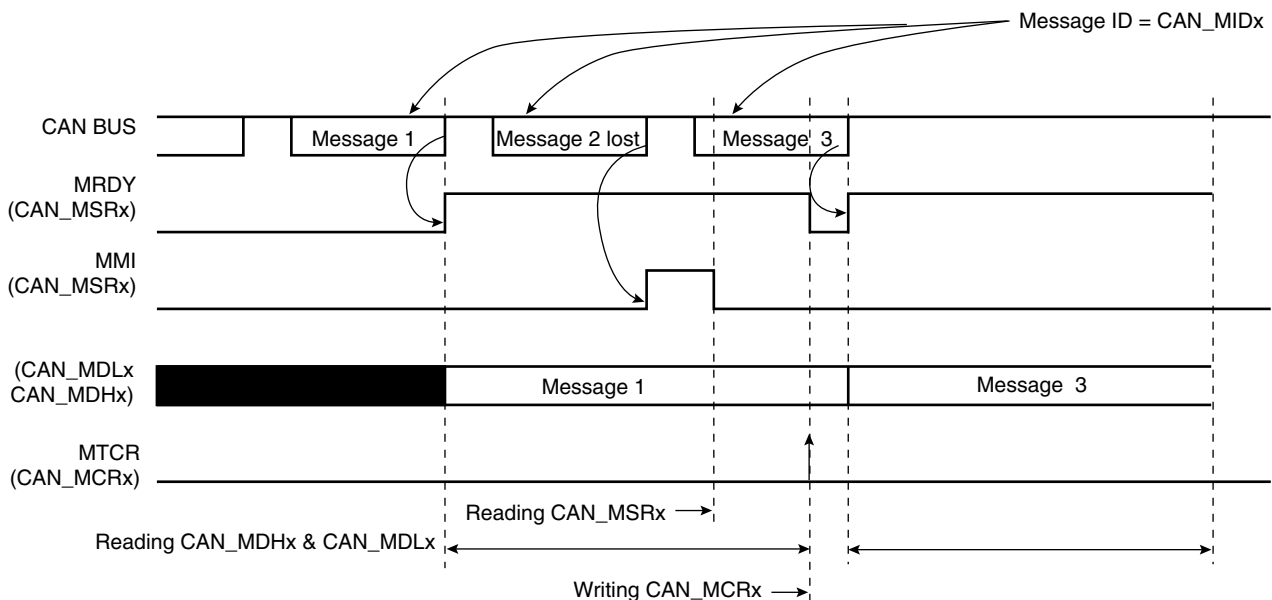 Message ID = CAN_MIDx
CAN BUS
Message 1
Message 2 lost
Message 3
MRDY
(CAN_MSRx)
MMI
(CAN_MSRx)
(CAN_MDLx
CAN_MDHx)
Message 1
Message 3
MTCR
(CAN_MCRx)
Reading CAN_MSRx
Reading CAN_MDHx & CAN_MDLx
Writing CAN_MCRx